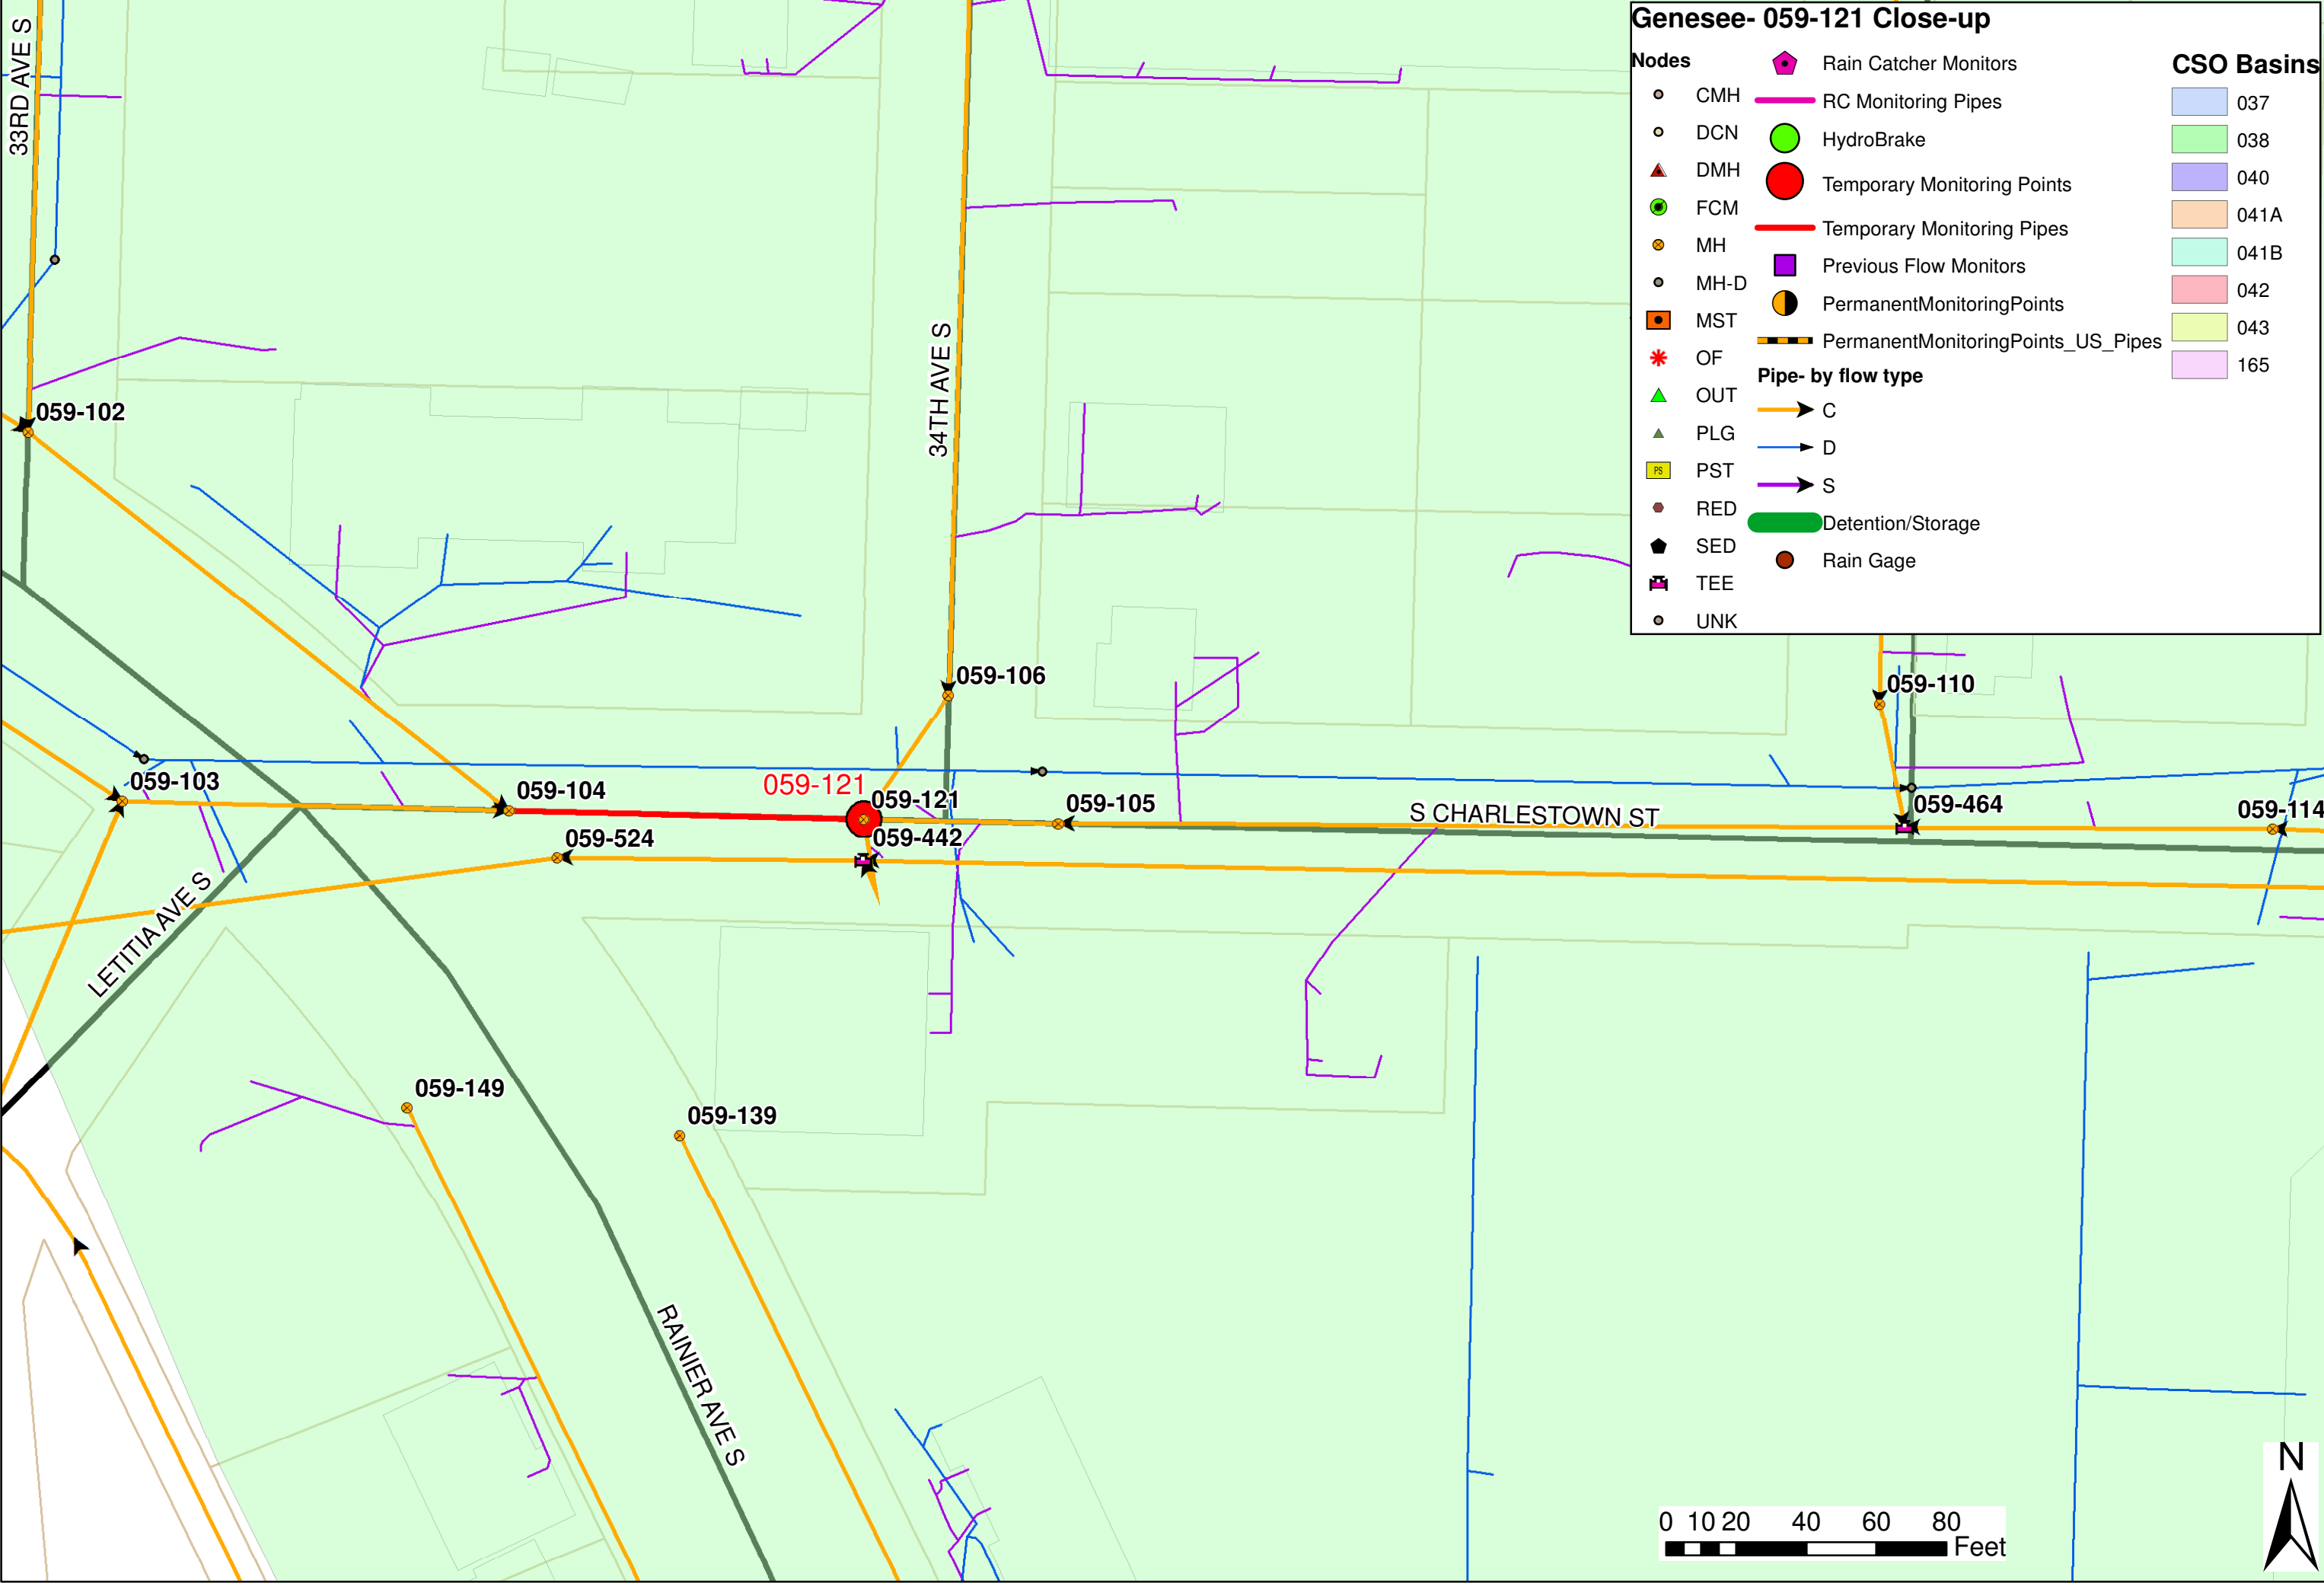 Genesee- 059-121 Close-up
Nodes
CMH
DCN
DMH
FCM
MH
MH-D
MST
OF
OUT
PLG
PS
PST
RED
SED
TEE
UNK
Rain Catcher Monitors
RC Monitoring Pipes
HydroBrake
Temporary Monitoring Points
Temporary Monitoring Pipes
Previous Flow Monitors
PermanentMonitoringPoints
PermanentMonitoringPoints_US_Pipes
Pipe- by flow type
C
D
S
Detention/Storage
Rain Gage
CSO Basins
037
038
040
041A
041B
042
043
165
33RD AVE S
34TH AVE S
059-102
059-106
059-110
059-103
059-104
059-121
059-121
059-105
S CHARLESTOWN ST
059-464
059-114
059-524
059-442
LETITIA AVE S
059-149
059-139
RAINIER AVE S
0 10 20 40 60 80
Feet
N